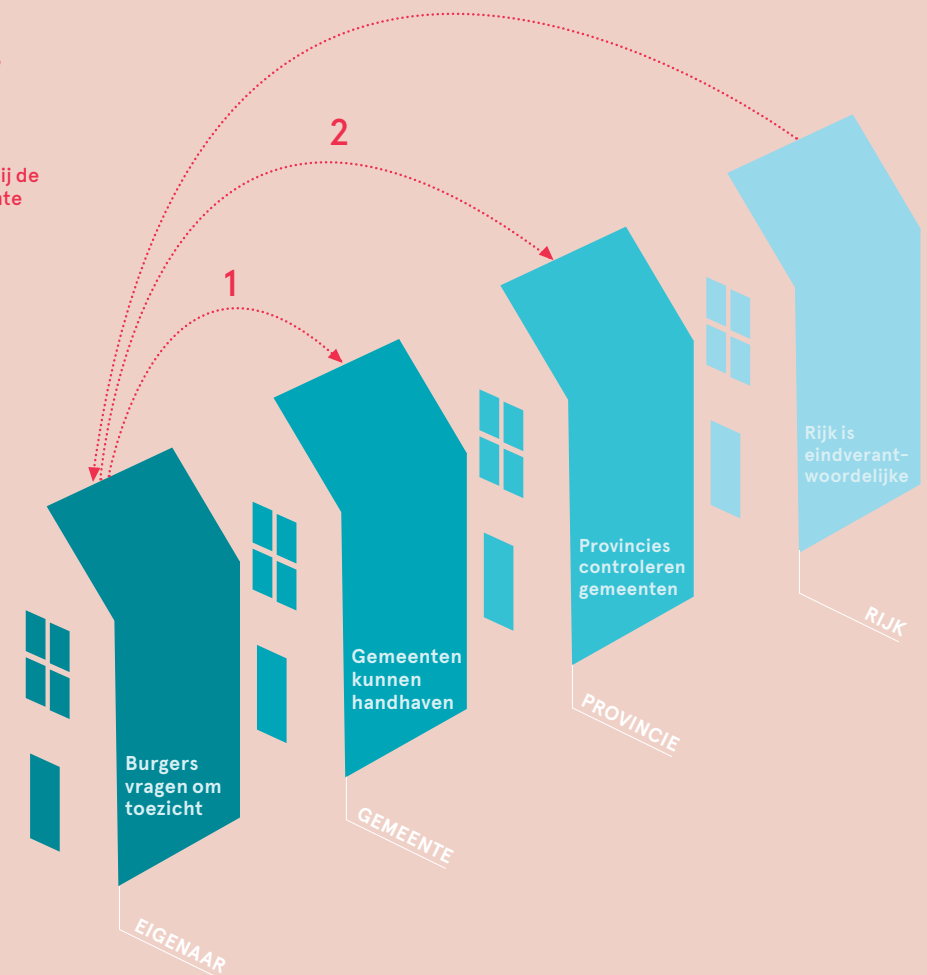 ij de
2
1
Rijk is
eindverant-
woordelijke
RIJK
Provincies
controleren
gemeenten
PROVINCIE
Gemeenten
kunnen
handhaven
GEMEENTE
Burgers
vragen om
toezicht
EIGENAAR